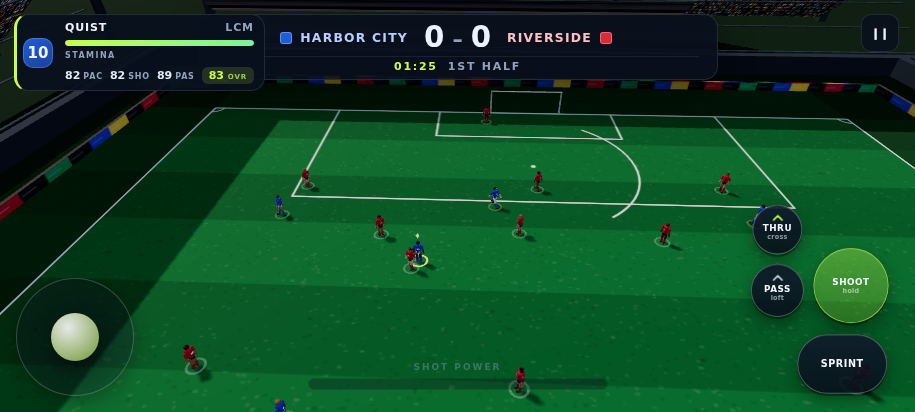 QUIST LCM
10
STAMINA
82 PAC 82 SHO 89 PAS 83 OVR
HARBOR CITY 0 - 0 RIVERSIDE
01:25 1ST HALF
THRU
cross
PASS
loft
SHOOT
hold
SPRINT
SHOT POWER